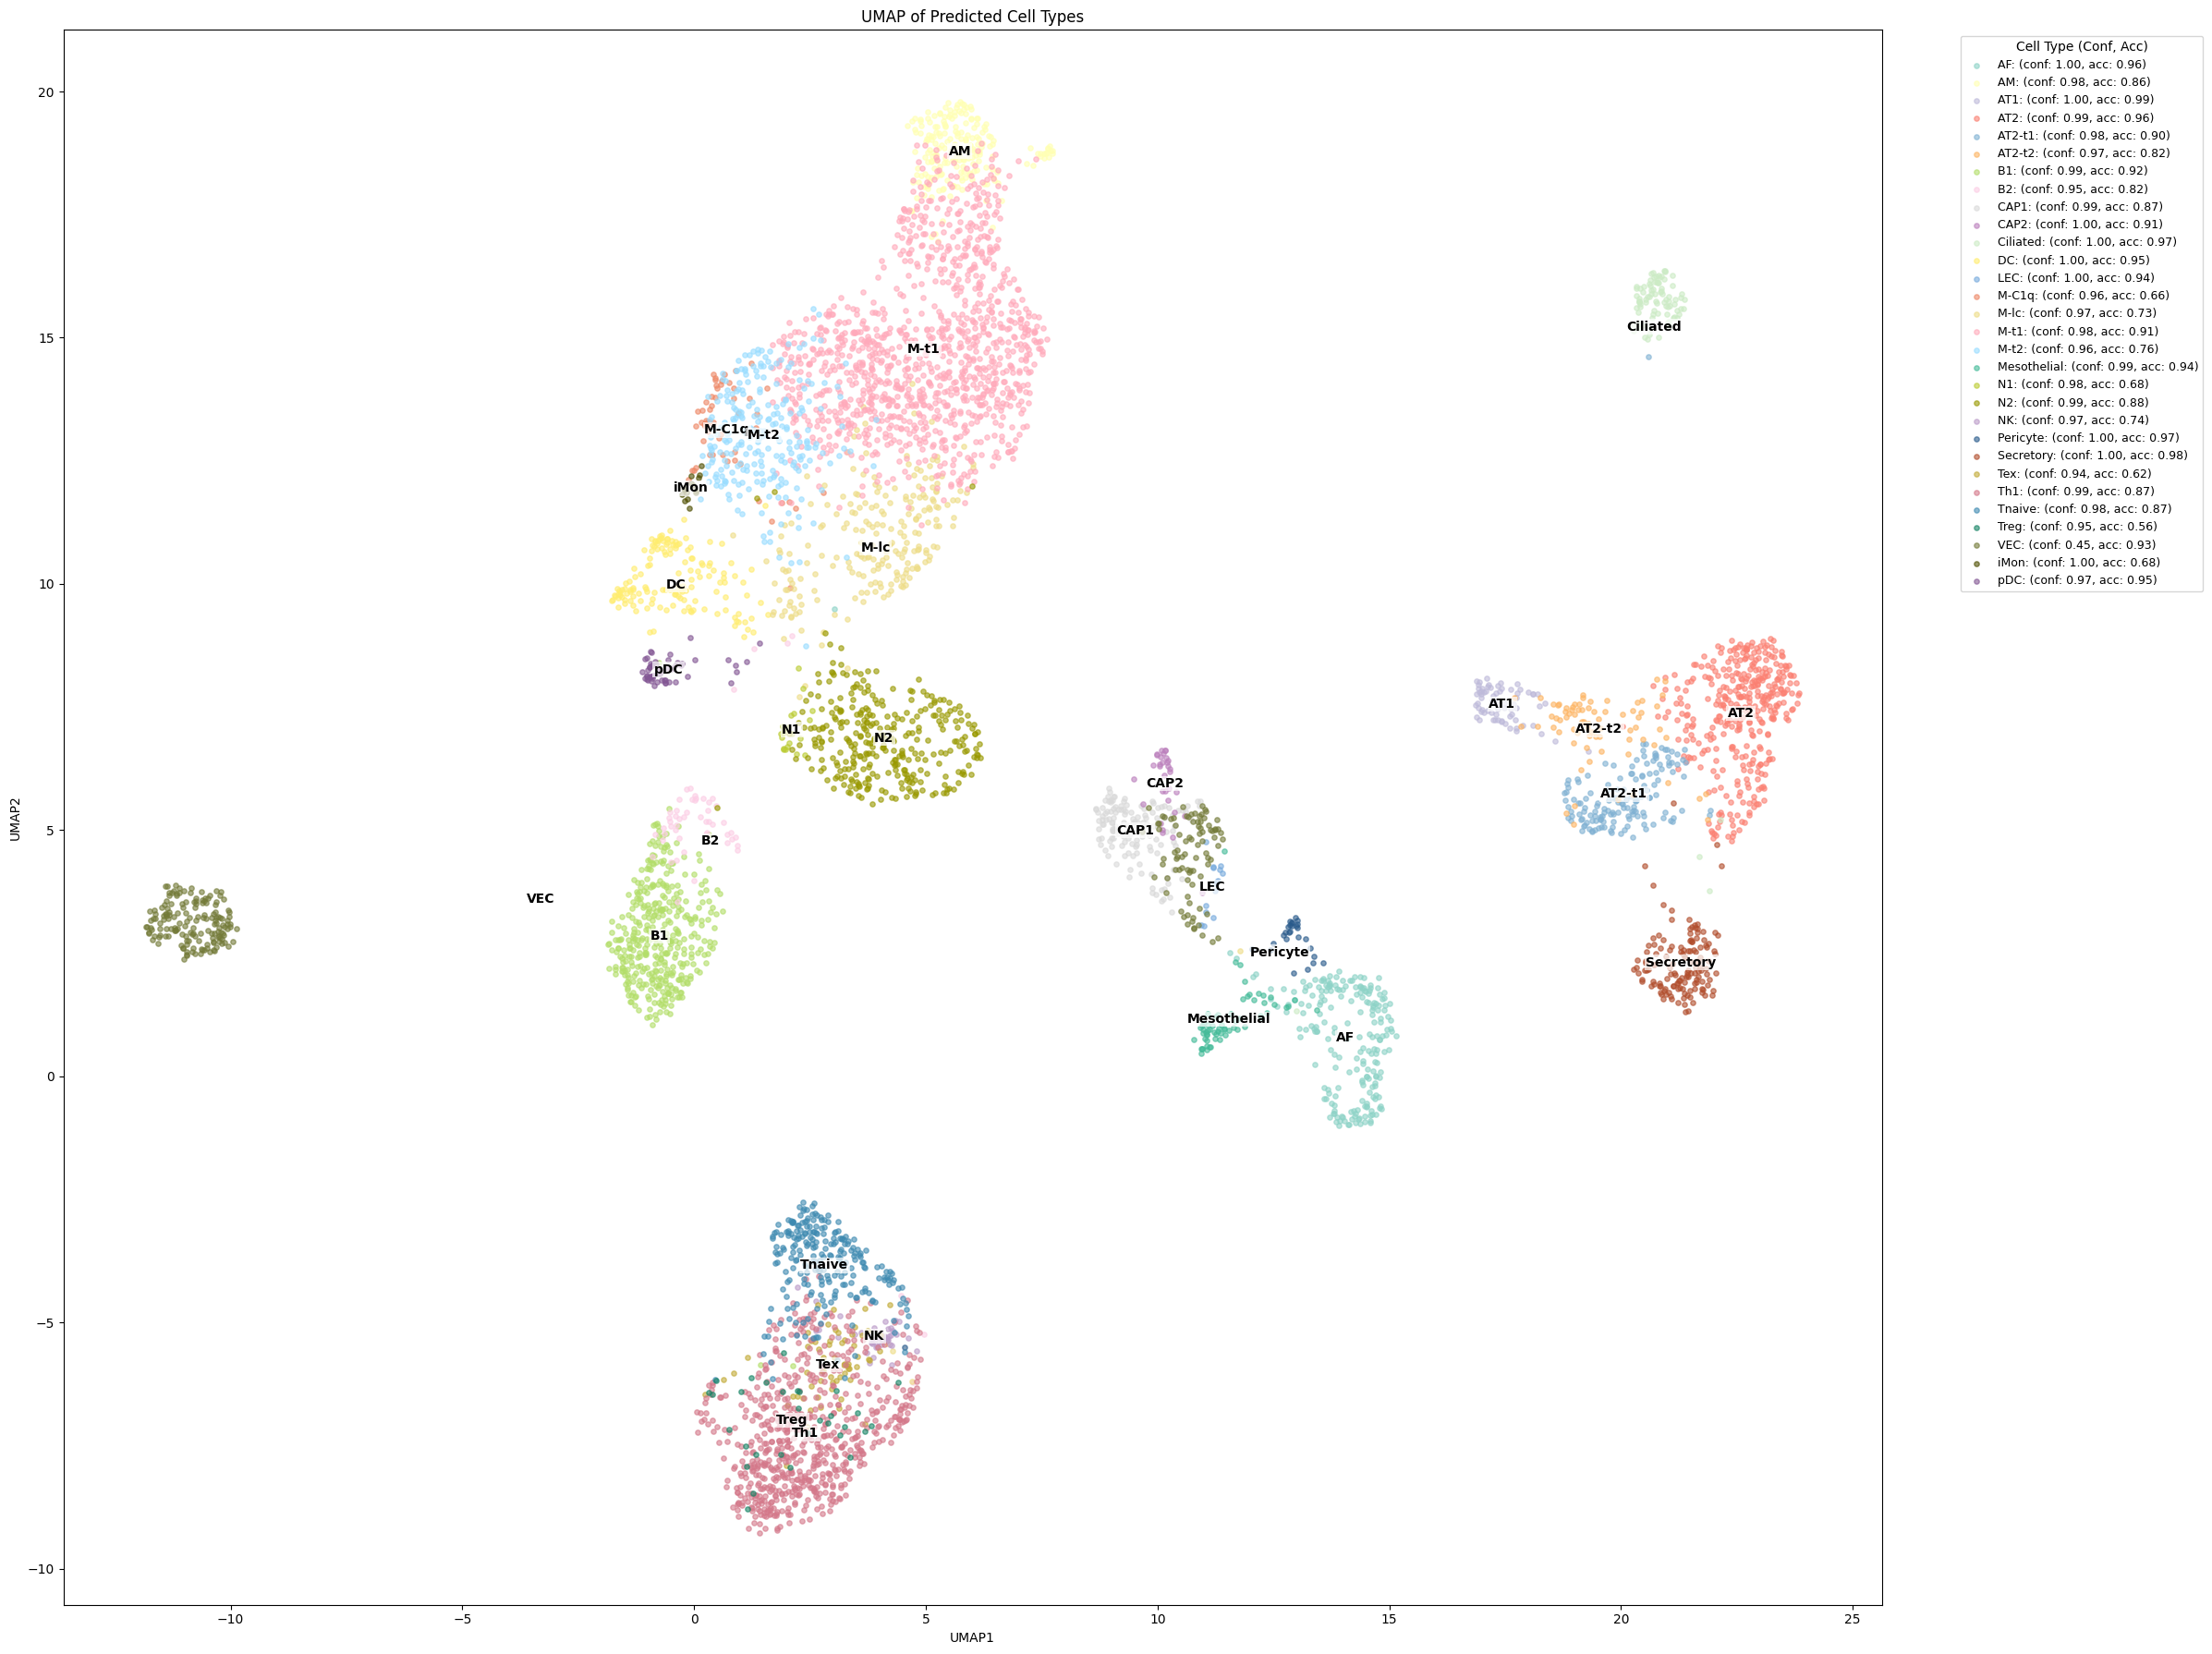 UMAP of Predicted Cell Types
Cell Type (Conf, Acc)
AF: (conf: 1.00, acc: 0.96)
AM: (conf: 0.98, acc: 0.86)
AT1: (conf: 1.00, acc: 0.99)
AT2: (conf: 0.99, acc: 0.96)
AT2-t1: (conf: 0.98, acc: 0.90)
AT2-t2: (conf: 0.97, acc: 0.82)
B1: (conf: 0.99, acc: 0.92)
B2: (conf: 0.95, acc: 0.82)
CAP1: (conf: 0.99, acc: 0.87)
CAP2: (conf: 1.00, acc: 0.91)
Ciliated: (conf: 1.00, acc: 0.97)
DC: (conf: 1.00, acc: 0.95)
LEC: (conf: 1.00, acc: 0.94)
M-C1q: (conf: 0.96, acc: 0.66)
M-lc: (conf: 0.97, acc: 0.73)
M-t1: (conf: 0.98, acc: 0.91)
M-t2: (conf: 0.96, acc: 0.76)
Mesothelial: (conf: 0.99, acc: 0.94)
N1: (conf: 0.98, acc: 0.68)
N2: (conf: 0.99, acc: 0.88)
NK: (conf: 0.97, acc: 0.74)
Pericyte: (conf: 1.00, acc: 0.97)
Secretory: (conf: 1.00, acc: 0.98)
Tex: (conf: 0.94, acc: 0.62)
Th1: (conf: 0.99, acc: 0.87)
Tnaive: (conf: 0.98, acc: 0.87)
Treg: (conf: 0.95, acc: 0.56)
VEC: (conf: 0.45, acc: 0.93)
iMon: (conf: 1.00, acc: 0.68)
pDC: (conf: 0.97, acc: 0.95)
AM
Ciliated
M-t1
M-C1q
M-t2
iMon
M-lc
DC
pDC
AT1
AT2
AT2-t2
N1
N2
CAP2
AT2-t1
CAP1
B2
LEC
VEC
B1
Pericyte
Secretory
Mesothelial
AF
Tnaive
NK
Tex
Treg
Th1
20
15
10
5
0
−5
−10
UMAP2
−10
−5
0
5
10
15
20
25
UMAP1